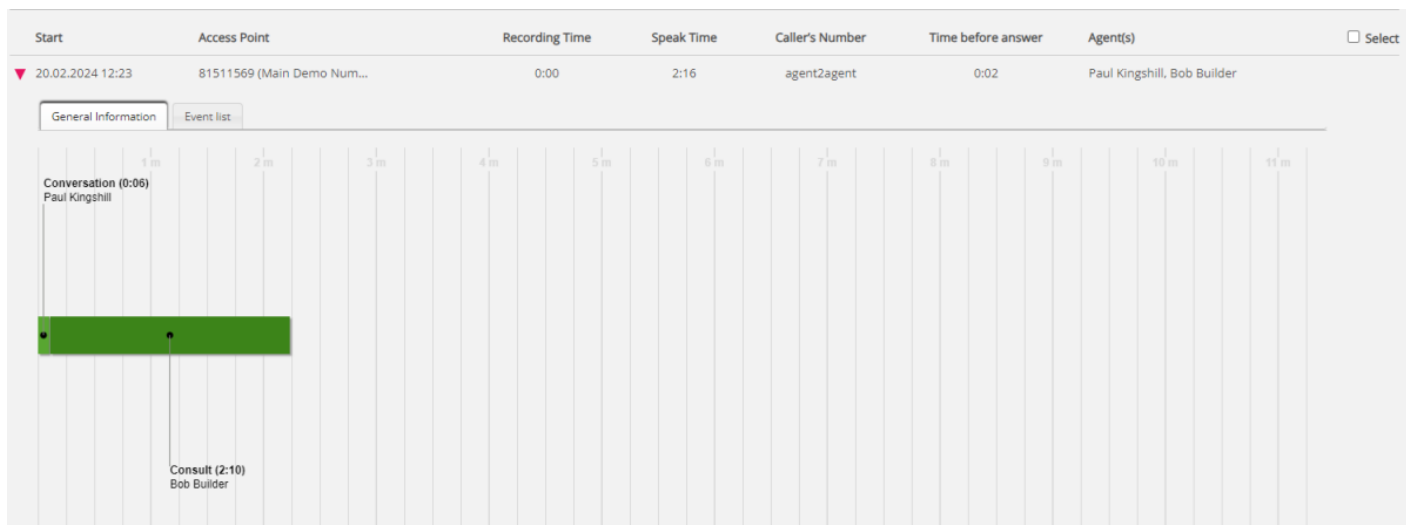 Start Access Point Recording Time Speak Time Caller's Number Time before answer Agent(s) Select
20.02.2024 12:23 81511569 (Main Demo Num... 0:00 2:16 agent2agent 0:02 Paul Kingshill, Bob Builder
General Information Event list
1 m 2 m 3 m 4 m 5 m 6 m 7 m 8 m 9 m 10 m 11 m
Conversation (0:06)
Paul Kingshill
Consult (2:10)
Bob Builder